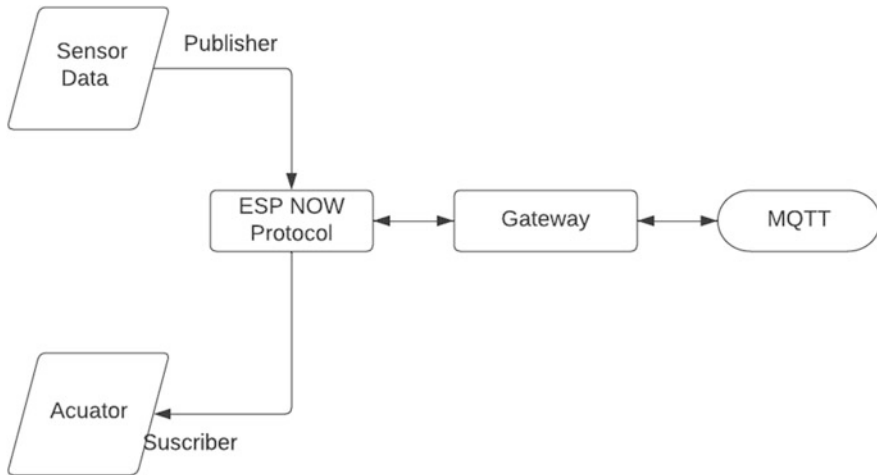 Publisher
Sensor
Data
ESP NOW
Protocol
Gateway
MQTT
Acuator
Suscriber